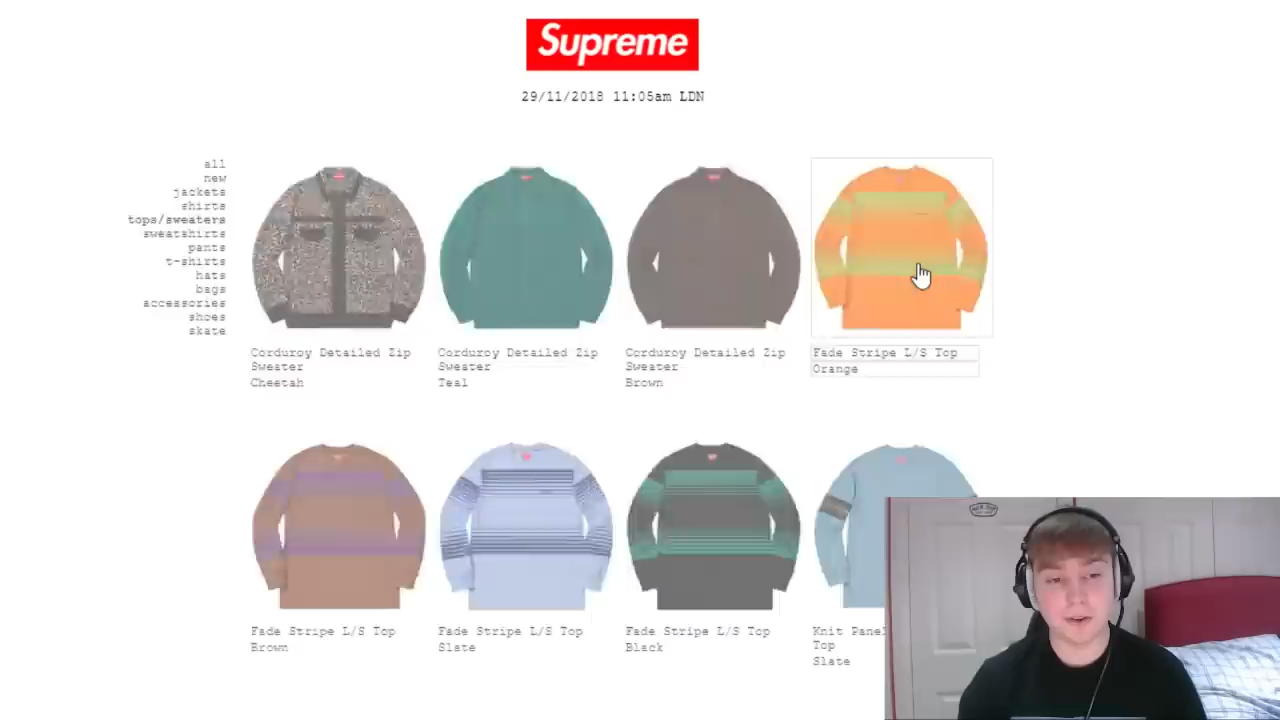 Supreme
29/11/2018 11:05am LDN
all
new
jackets
shirts
tops/sweaters
sweatshirts
pants
t-shirts
hats
bags
accessories
shoes
skate
Corduroy Detailed Zip
Sweater
Cheetah
Corduroy Detailed Zip
Sweater
Teal
Corduroy Detailed Zip
Sweater
Brown
Fade Stripe L/S Top
Orange
Fade Stripe L/S Top
Brown
Fade Stripe L/S Top
Slate
Fade Stripe L/S Top
Black
Knit Panel
Top
Slate